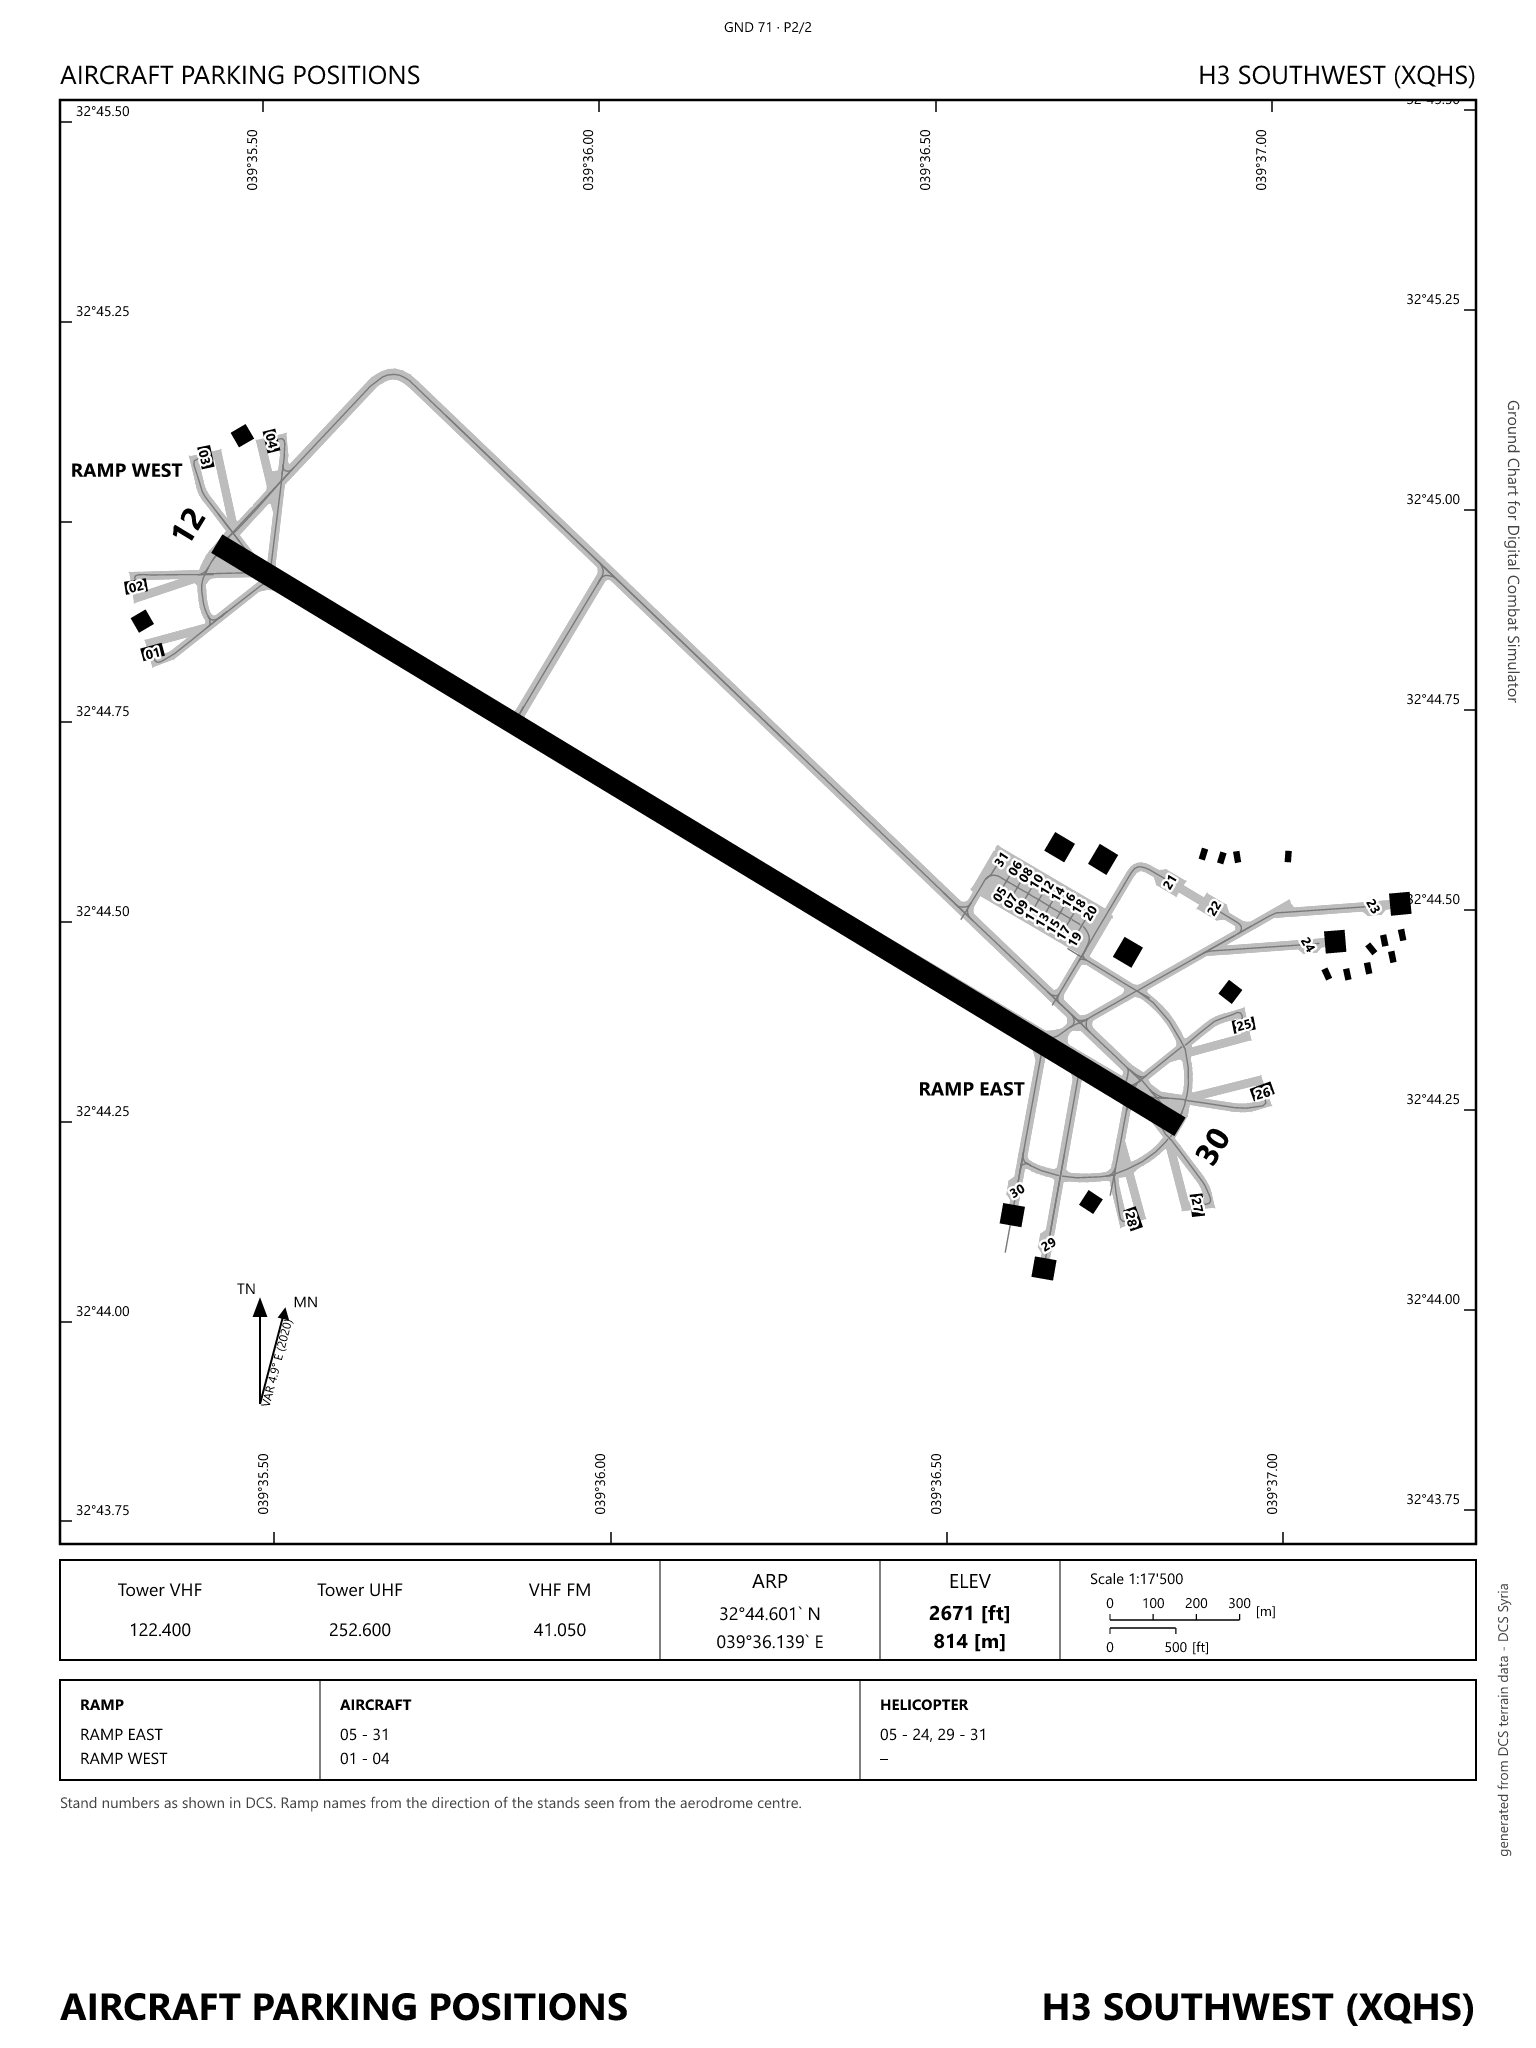 GND 71 · P2/2
AIRCRAFT PARKING POSITIONS
H3 SOUTHWEST (XQHS)
32°45.50
039°35.50
039°36.00
039°36.50
039°37.00
32°45.25
32°45.25
[04]
[03]
RAMP WEST
12
32°45.00
[02]
[01]
32°44.75
32°44.75
31
06
08
10
12
14
16
18
20
05
07
09
11
13
15
17
19
21
22
23
24
32°44.50
32°44.50
[25]
[26]
RAMP EAST
32°44.25
32°44.25
30
30
[27]
[28]
29
TN
MN
VAR 4.9° E (2020)
32°44.00
32°44.00
039°35.50
039°36.00
039°36.50
039°37.00
32°43.75
32°43.75
Ground Chart for Digital Combat Simulator
Tower VHF
122.400
Tower UHF
252.600
VHF FM
41.050
ARP
32°44.601` N
039°36.139` E
ELEV
2671 [ft]
814 [m]
Scale 1:17'500
0 100 200 300 [m]
0 500 [ft]
RAMP AIRCRAFT HELICOPTER
RAMP EAST 05 - 31 05 - 24, 29 - 31
RAMP WEST 01 - 04 –
Stand numbers as shown in DCS. Ramp names from the direction of the stands seen from the aerodrome centre.
generated from DCS terrain data - DCS Syria
AIRCRAFT PARKING POSITIONS
H3 SOUTHWEST (XQHS)